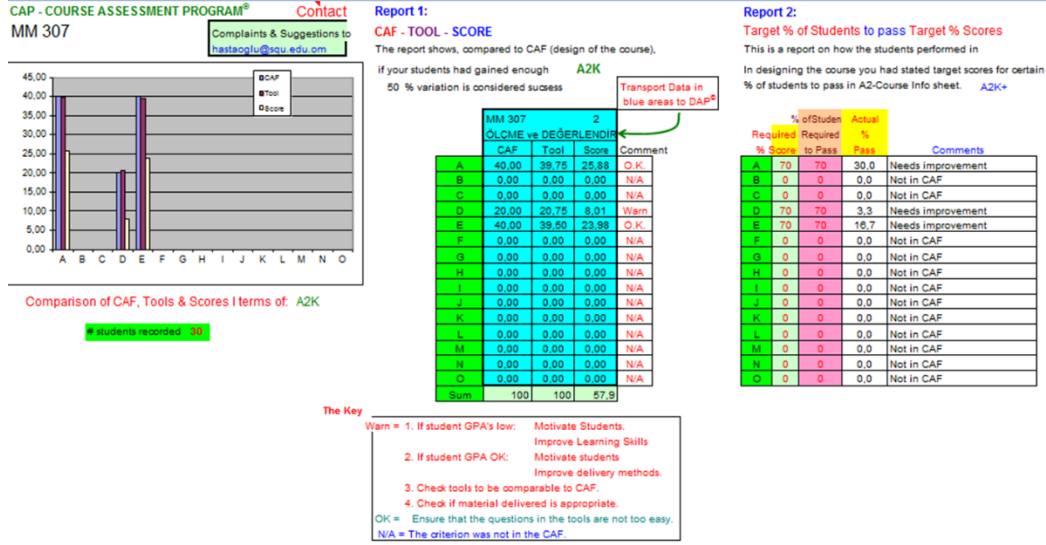 CAP - COURSE ASSESSMENT PROGRAM®
Contact
MM 307
Complaints & Suggestions to
hastaoglu@squ.edu.om
45,00
40,00
35,00
30,00
25,00
20,00
15,00
10,00
5,00
0,00
CAF
Tool
Score
A B C D E F G H I J K L M N O
Comparison of CAF, Tools & Scores I terms of: A2K
# students recorded 30
Report 1:
CAF - TOOL - SCORE
The report shows, compared to CAF (design of the course),
if your students had gained enough A2K
50 % variation is considered sucsess
Transport Data in
blue areas to DAP®
MM 307 2
ÖLÇME ve DEĞERLENDİR
CAF Tool Score Comment
A 40,00 39,75 25,88 O.K.
B 0,00 0,00 0,00 N/A
C 0,00 0,00 0,00 N/A
D 20,00 20,75 8,01 Warn
E 40,00 39,50 23,98 O.K.
F 0,00 0,00 0,00 N/A
G 0,00 0,00 0,00 N/A
H 0,00 0,00 0,00 N/A
I 0,00 0,00 0,00 N/A
J 0,00 0,00 0,00 N/A
K 0,00 0,00 0,00 N/A
L 0,00 0,00 0,00 N/A
M 0,00 0,00 0,00 N/A
N 0,00 0,00 0,00 N/A
O 0,00 0,00 0,00 N/A
Sum 100 100 57,9
The Key
Warn = 1. If student GPA's low: Motivate Students.
Improve Learning Skills
2. If student GPA OK: Motivate students
Improve delivery methods.
3. Check tools to be comparable to CAF.
4. Check if material delivered is appropriate.
OK = Ensure that the questions in the tools are not too easy.
N/A = The criterion was not in the CAF.
Report 2:
Target % of Students to pass Target % Scores
This is a report on how the students performed in
In designing the course you had stated target scores for certain
% of students to pass in A2-Course Info sheet. A2K+
% of Studen Actual
Required Required %
% Score to Pass Pass Comments
A 70 70 30,0 Needs improvement
B 0 0 0,0 Not in CAF
C 0 0 0,0 Not in CAF
D 70 70 3,3 Needs improvement
E 70 70 16,7 Needs improvement
F 0 0 0,0 Not in CAF
G 0 0 0,0 Not in CAF
H 0 0 0,0 Not in CAF
I 0 0 0,0 Not in CAF
J 0 0 0,0 Not in CAF
K 0 0 0,0 Not in CAF
L 0 0 0,0 Not in CAF
M 0 0 0,0 Not in CAF
N 0 0 0,0 Not in CAF
O 0 0 0,0 Not in CAF